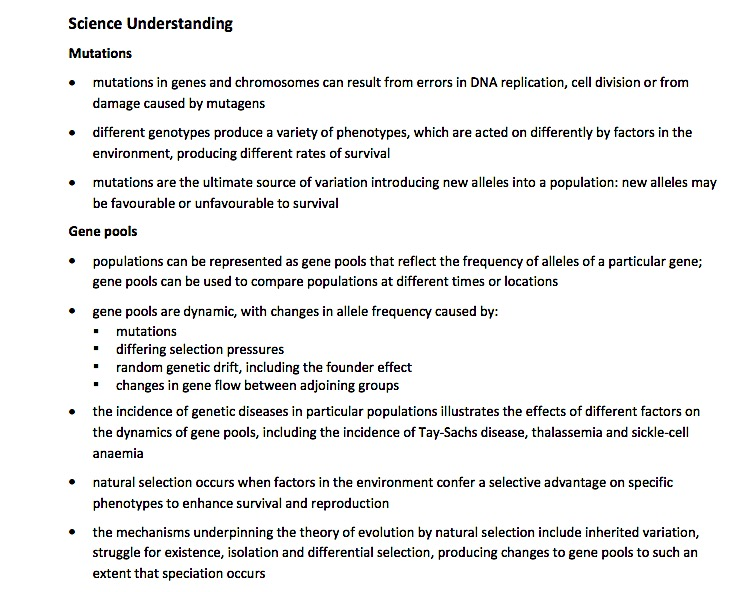 Science Understanding
Mutations
• mutations in genes and chromosomes can result from errors in DNA replication, cell division or from
damage caused by mutagens
• different genotypes produce a variety of phenotypes, which are acted on differently by factors in the
environment, producing different rates of survival
• mutations are the ultimate source of variation introducing new alleles into a population: new alleles may
be favourable or unfavourable to survival
Gene pools
• populations can be represented as gene pools that reflect the frequency of alleles of a particular gene;
gene pools can be used to compare populations at different times or locations
• gene pools are dynamic, with changes in allele frequency caused by:
▪ mutations
▪ differing selection pressures
▪ random genetic drift, including the founder effect
▪ changes in gene flow between adjoining groups
• the incidence of genetic diseases in particular populations illustrates the effects of different factors on
the dynamics of gene pools, including the incidence of Tay-Sachs disease, thalassemia and sickle-cell
anaemia
• natural selection occurs when factors in the environment confer a selective advantage on specific
phenotypes to enhance survival and reproduction
• the mechanisms underpinning the theory of evolution by natural selection include inherited variation,
struggle for existence, isolation and differential selection, producing changes to gene pools to such an
extent that speciation occurs